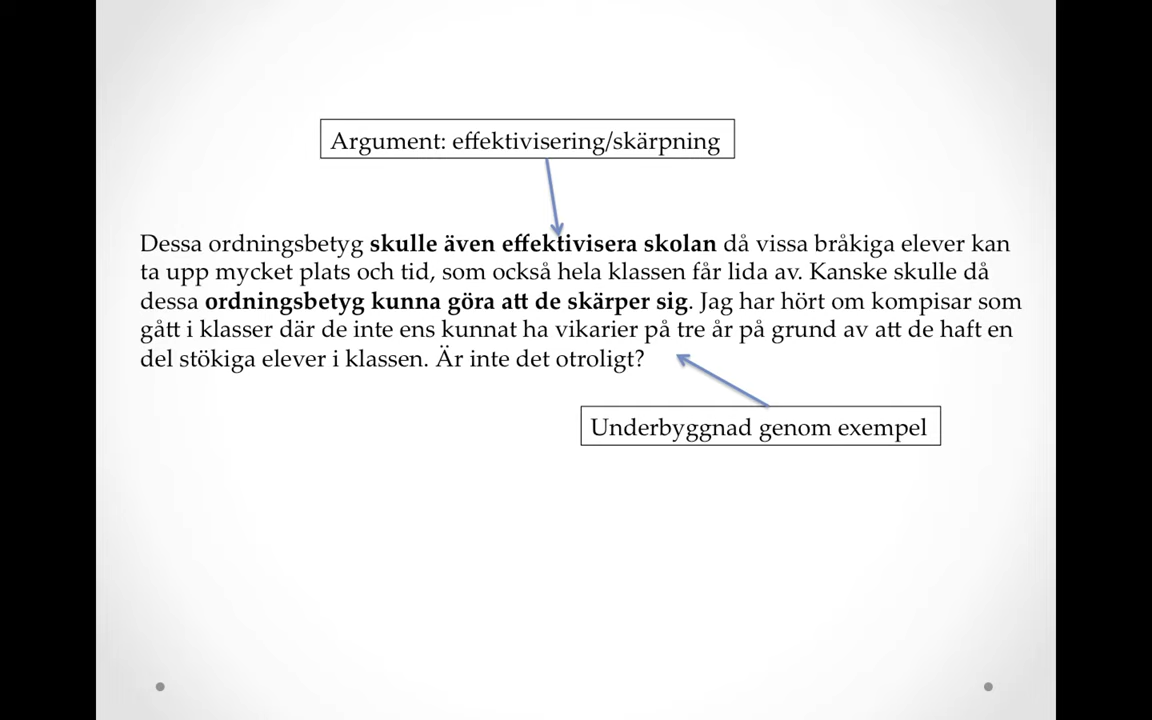 Argument: effektivisering/skärpning
Dessa ordningsbetyg skulle även effektivisera skolan då vissa bråkiga elever kan
ta upp mycket plats och tid, som också hela klassen får lida av. Kanske skulle då
dessa ordningsbetyg kunna göra att de skärper sig. Jag har hört om kompisar som
gått i klasser där de inte ens kunnat ha vikarier på tre år på grund av att de haft en
del stökiga elever i klassen. Är inte det otroligt?
Underbyggnad genom exempel